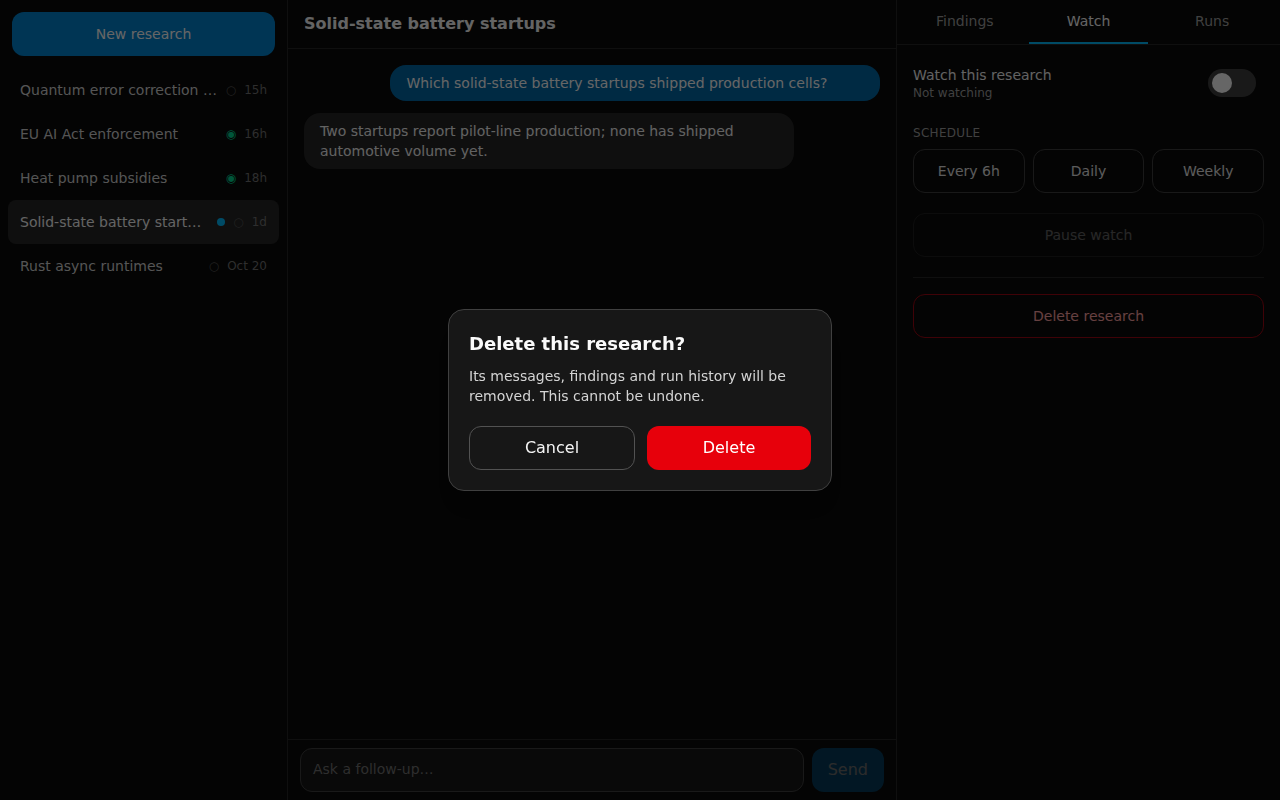 New research
Quantum error correction …
15h
EU AI Act enforcement
16h
Heat pump subsidies
18h
Solid-state battery start…
1d
Rust async runtimes
Oct 20
Solid-state battery startups
Which solid-state battery startups shipped production cells?
Two startups report pilot-line production; none has shipped
automotive volume yet.
Delete this research?
Its messages, findings and run history will be
removed. This cannot be undone.
Cancel
Delete
Ask a follow-up…
Send
Findings
Watch
Runs
Watch this research
Not watching
SCHEDULE
Every 6h
Daily
Weekly
Pause watch
Delete research